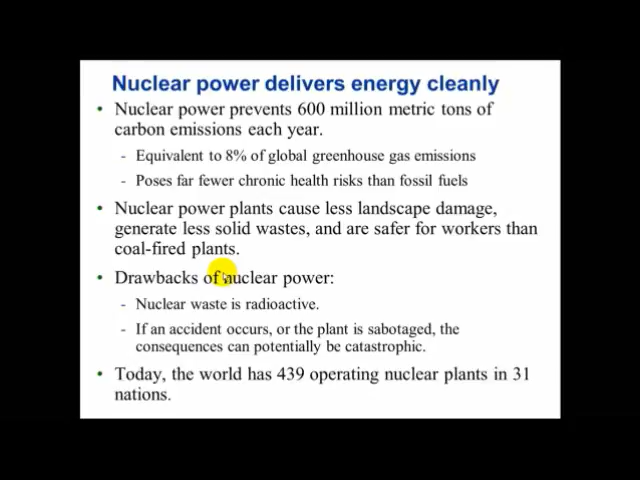 Nuclear power delivers energy cleanly
• Nuclear power prevents 600 million metric tons of
carbon emissions each year.
- Equivalent to 8% of global greenhouse gas emissions
- Poses far fewer chronic health risks than fossil fuels
• Nuclear power plants cause less landscape damage,
generate less solid wastes, and are safer for workers than
coal-fired plants.
• Drawbacks of nuclear power:
- Nuclear waste is radioactive.
- If an accident occurs, or the plant is sabotaged, the
consequences can potentially be catastrophic.
• Today, the world has 439 operating nuclear plants in 31
nations.